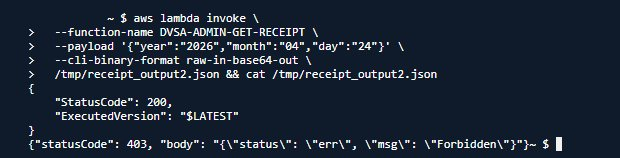 ~ $ aws lambda invoke \
>   --function-name DVSA-ADMIN-GET-RECEIPT \
>   --payload '{"year":"2026","month":"04","day":"24"}' \
>   --cli-binary-format raw-in-base64-out \
>   /tmp/receipt_output2.json && cat /tmp/receipt_output2.json
{
    "StatusCode": 200,
    "ExecutedVersion": "$LATEST"
}
{"statusCode": 403, "body": "{\"status\": \"err\", \"msg\": \"Forbidden\"}"}~ $